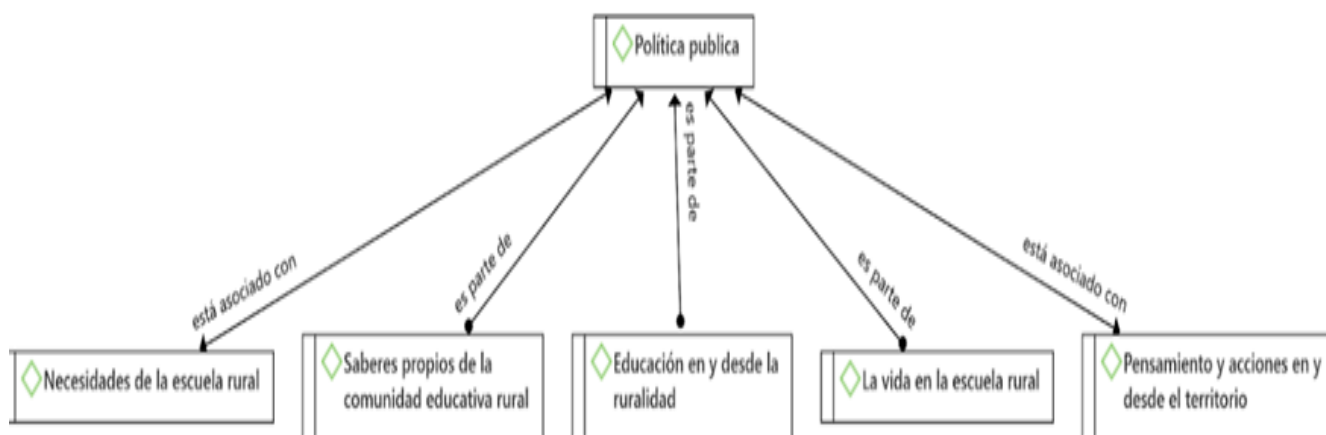 Política publica
está asociado con
es parte de
es parte de
es parte de
está asociado con
Necesidades de la escuela rural
Saberes propios de la
comunidad educativa rural
Educación en y desde la
ruralidad
La vida en la escuela rural
Pensamiento y acciones en y
desde el territorio